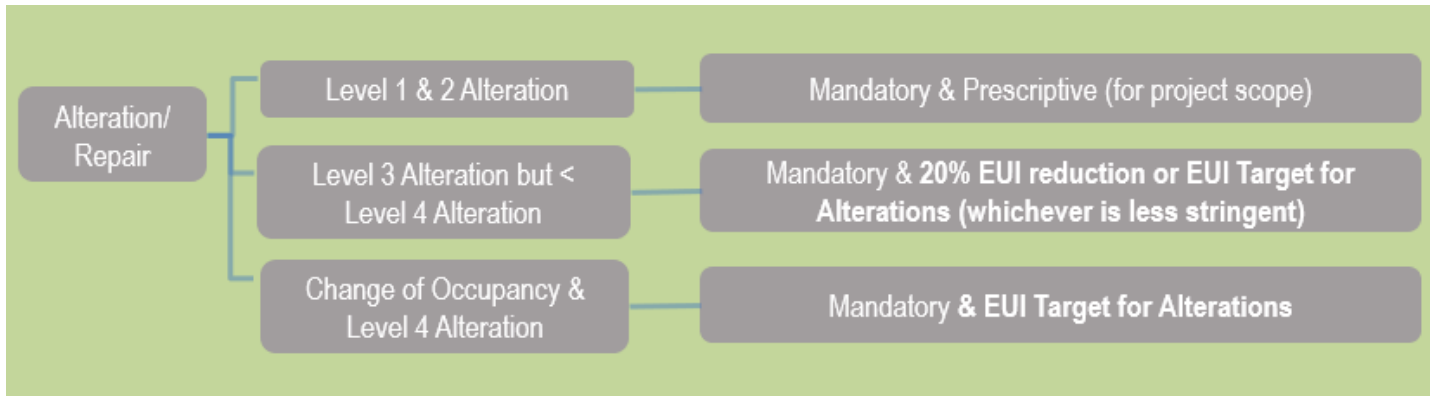 Alteration/
Repair
Level 1 & 2 Alteration
Mandatory & Prescriptive (for project scope)
Level 3 Alteration but <
Level 4 Alteration
Mandatory & 20% EUI reduction or EUI Target for
Alterations (whichever is less stringent)
Change of Occupancy &
Level 4 Alteration
Mandatory & EUI Target for Alterations